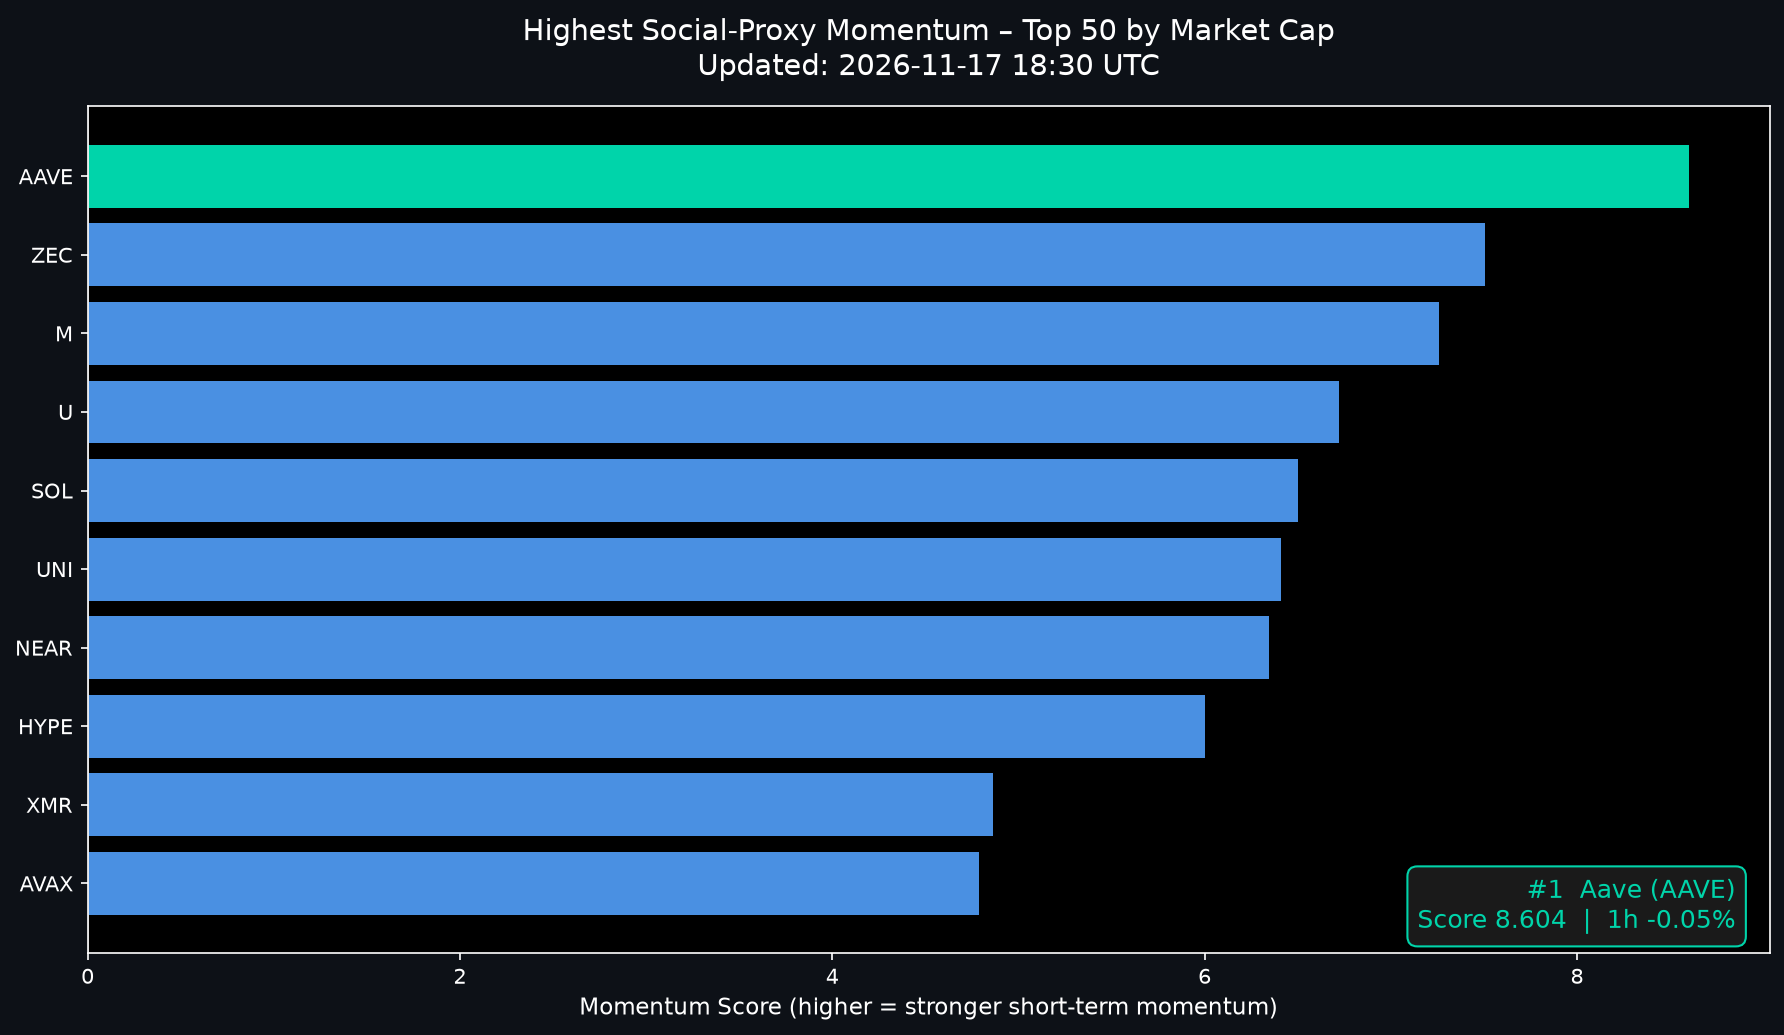 Highest Social-Proxy Momentum – Top 50 by Market Cap
Updated: 2026-11-17 18:30 UTC
AAVE
ZEC
M
U
SOL
UNI
NEAR
HYPE
XMR
AVAX
#1 Aave (AAVE)
Score 8.604 | 1h -0.05%
0 2 4 6 8
Momentum Score (higher = stronger short-term momentum)